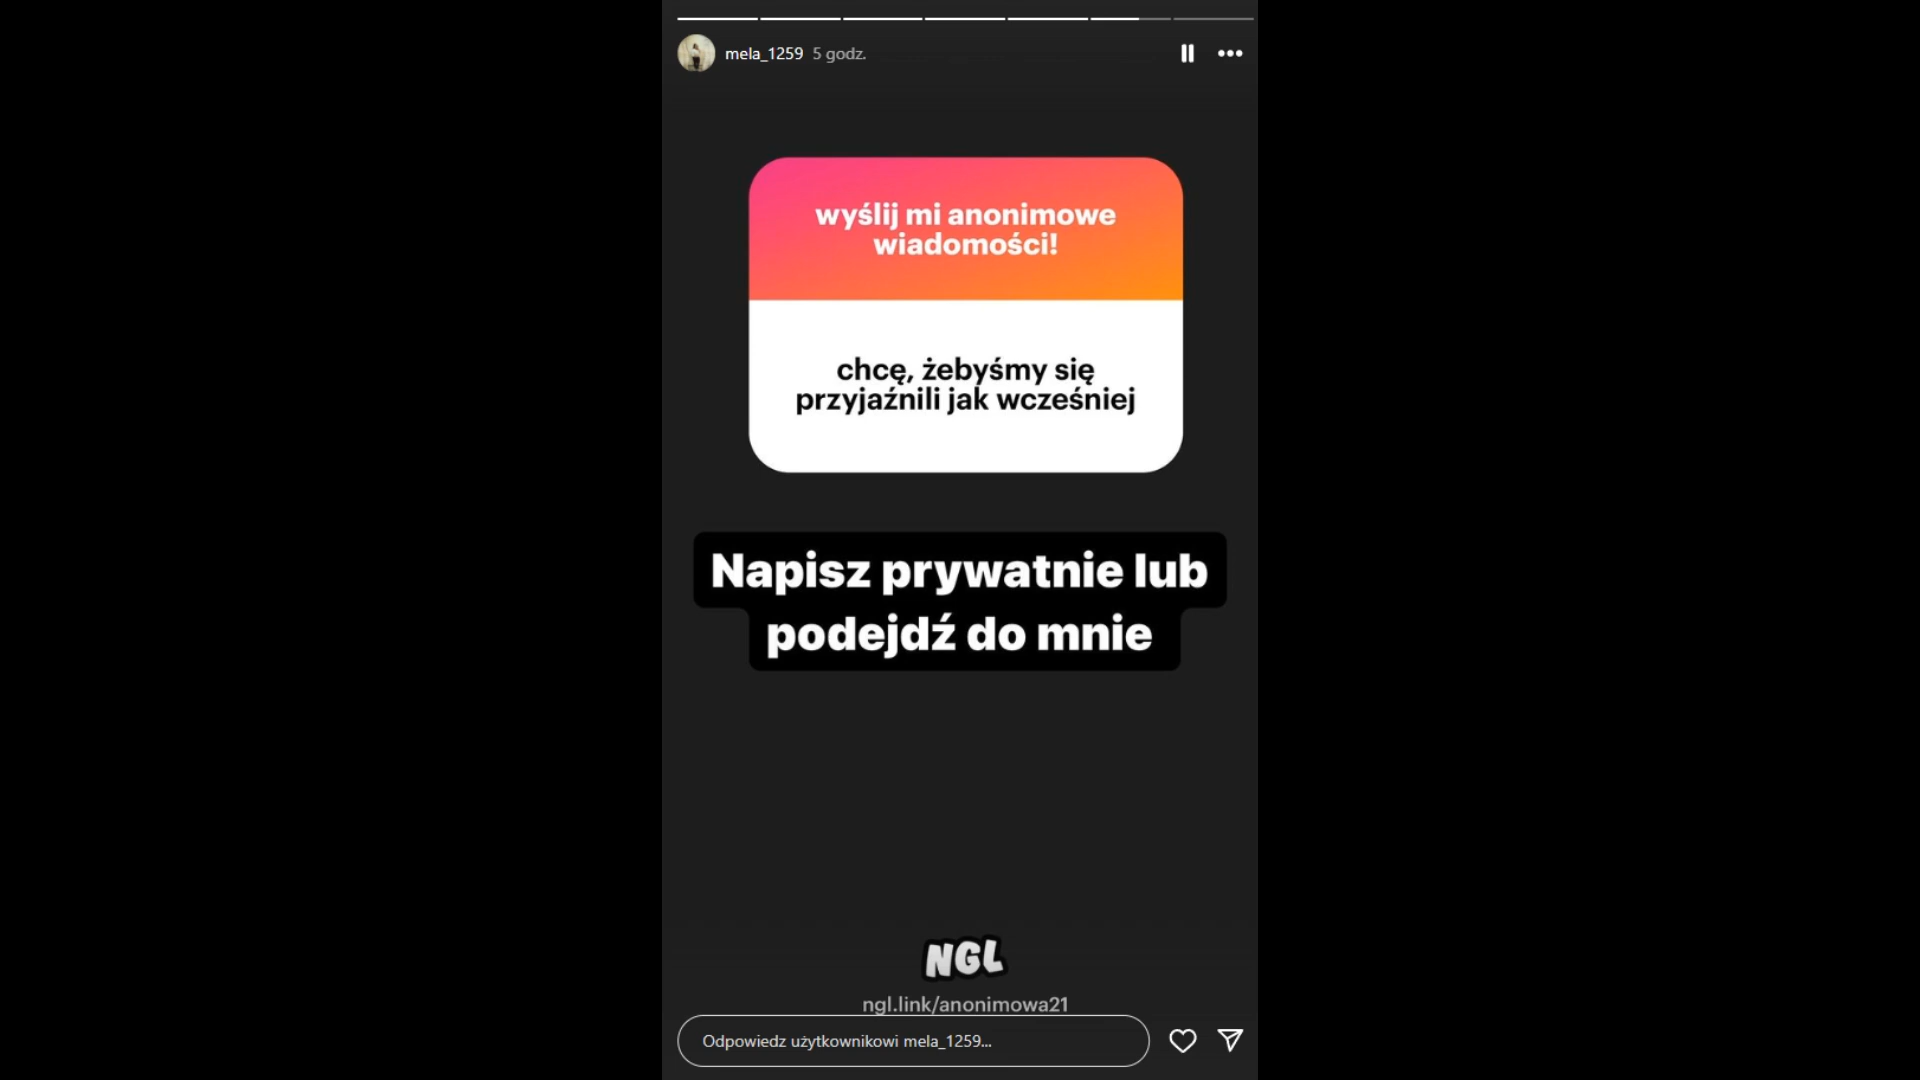 mela_1259 5 godz.
wyślij mi anonimowe
wiadomości!
chcę, żebyśmy się
przyjaźnili jak wcześniej
Napisz prywatnie lub
podejdź do mnie
NGL
ngl.link/anonimowa21
Odpowiedz użytkownikowi mela_1259...